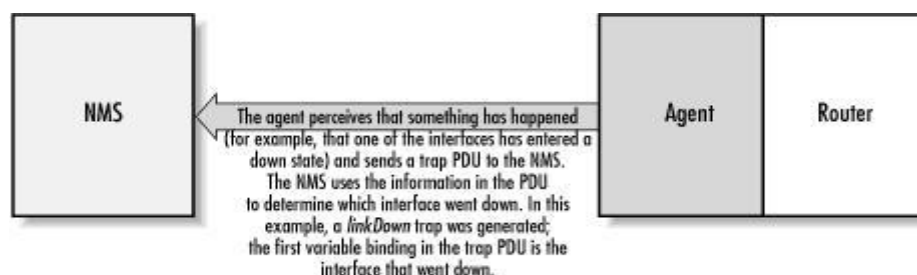 NMS
The agent perceives that something has happened
(for example, that one of the interfaces has entered a
down state) and sends a trap PDU to the NMS.
The NMS uses the information in the PDU
to determine which interface went down. In this
example, a linkDown trap was generated;
the first variable binding in the trap PDU is the
interface that went down.
Agent
Router